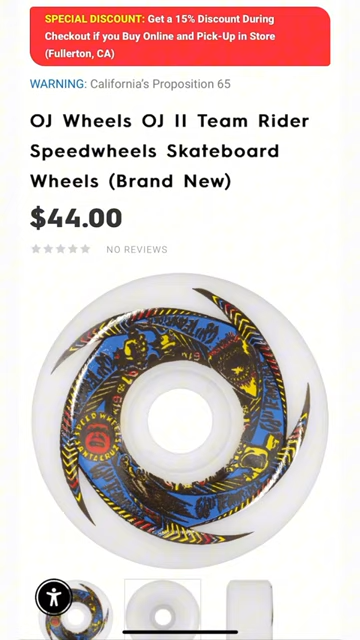 SPECIAL DISCOUNT: Get a 15% Discount During
Checkout if you Buy Online and Pick-Up in Store
(Fullerton, CA)
WARNING: California's Proposition 65
OJ Wheels OJ II Team Rider
Speedwheels Skateboard
Wheels (Brand New)
$44.00
NO REVIEWS